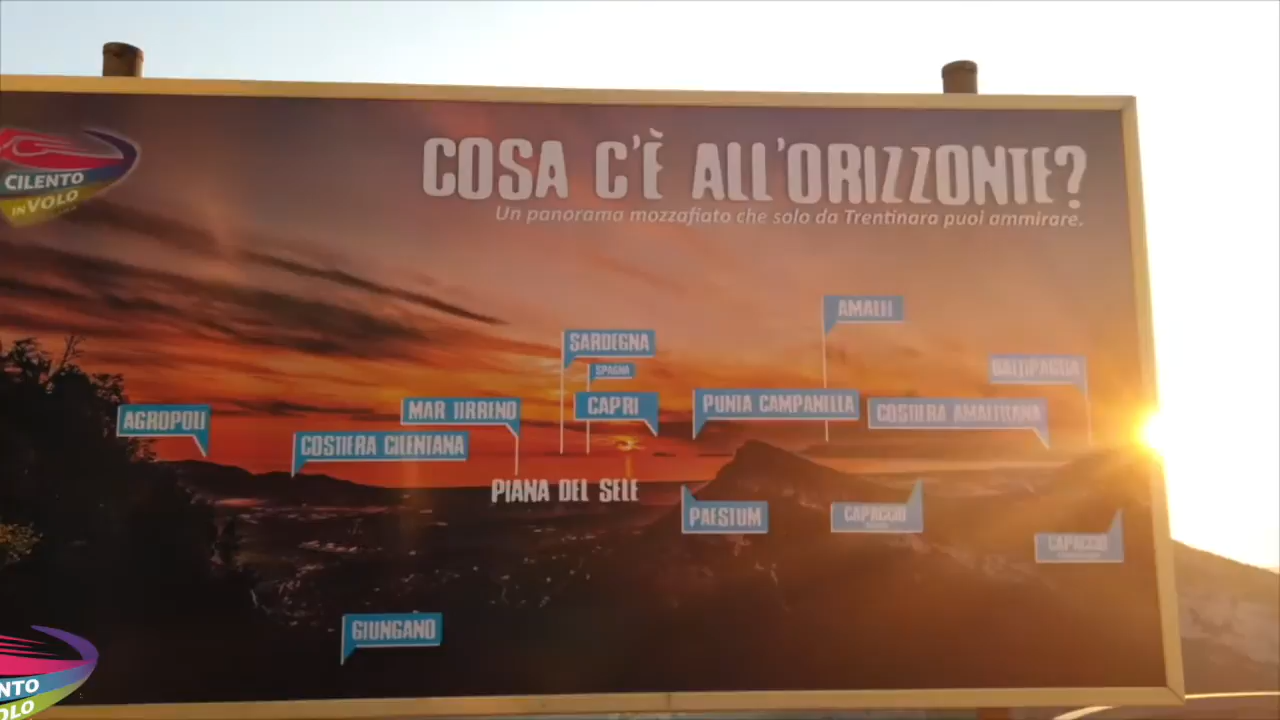 CILENTO
IN VOLO
COSA C'È ALL'ORIZZONTE?
Un panorama mozzafiato che solo da Trentinara puoi ammirare.
AMALFI
SARDEGNA
SPAGNA
BATTIPAGLIA
AGROPOLI
MAR TIRRENO
CAPRI
PUNTA CAMPANELLA
COSTIERA AMALFITANA
COSTIERA CILENTANA
PIANA DEL SELE
PAESTUM
CAPACCIO
CAPACCIO
GIUNGANO
NTO
OLO